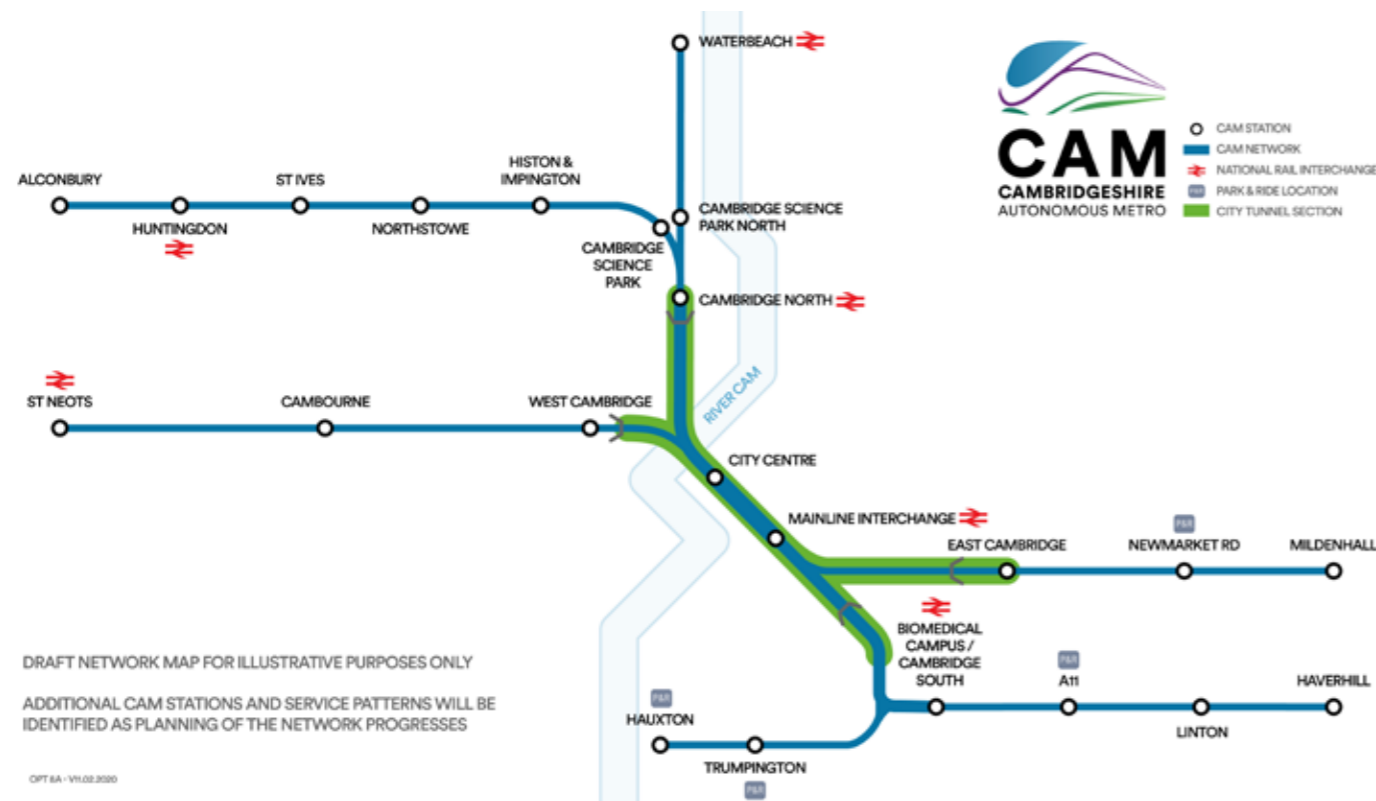 WATERBEACH
CAM
CAMBRIDGESHIRE
AUTONOMOUS METRO
CAM STATION
CAM NETWORK
NATIONAL RAIL INTERCHANGE
P&R PARK & RIDE LOCATION
CITY TUNNEL SECTION
ALCONBURY
HUNTINGDON
ST IVES
NORTHSTOWE
HISTON &
IMPINGTON
CAMBRIDGE SCIENCE
PARK NORTH
CAMBRIDGE
SCIENCE
PARK
CAMBRIDGE NORTH
RIVER CAM
ST NEOTS
CAMBOURNE
WEST CAMBRIDGE
CITY CENTRE
MAINLINE INTERCHANGE
EAST CAMBRIDGE
P&R
NEWMARKET RD
MILDENHALL
BIOMEDICAL
CAMPUS /
CAMBRIDGE
SOUTH
P&R
A11
LINTON
HAVERHILL
P&R
HAUXTON
TRUMPINGTON
P&R
DRAFT NETWORK MAP FOR ILLUSTRATIVE PURPOSES ONLY
ADDITIONAL CAM STATIONS AND SERVICE PATTERNS WILL BE
IDENTIFIED AS PLANNING OF THE NETWORK PROGRESSES